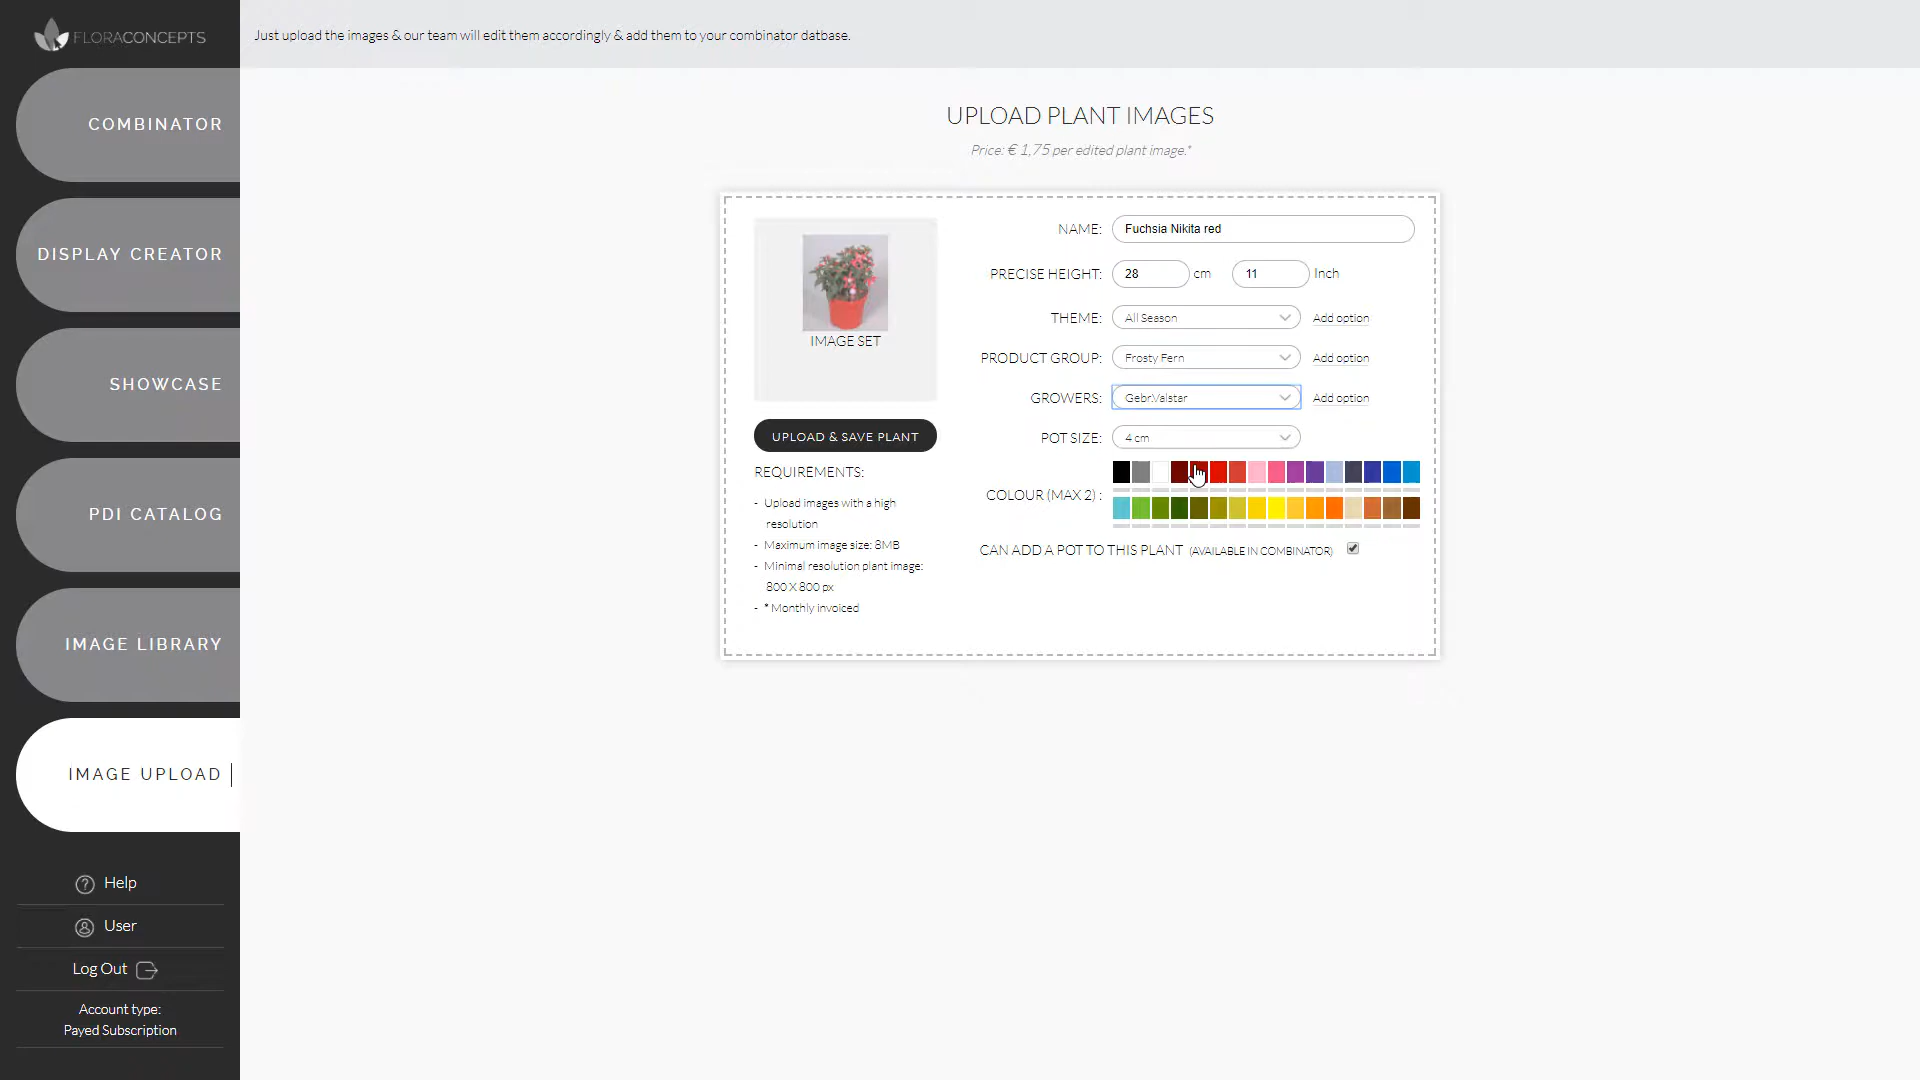 FLORACONCEPTS
Just upload the images & our team will edit them accordingly & add them to your combinator datbase.
COMBINATOR
DISPLAY CREATOR
SHOWCASE
PDI CATALOG
IMAGE LIBRARY
IMAGE UPLOAD
Help
User
Log Out
Account type:
Payed Subscription
UPLOAD PLANT IMAGES
Price: € 1,75 per edited plant image.*
IMAGE SET
UPLOAD & SAVE PLANT
REQUIREMENTS:
- Upload images with a high
resolution
- Maximum image size: 8MB
- Minimal resolution plant image:
800 X 800 px
- * Monthly invoiced
NAME: Fuchsia Nikita red
PRECISE HEIGHT: 28 cm 11 Inch
THEME: All Season Add option
PRODUCT GROUP: Frosty Fern Add option
GROWERS: Gebr.Valstar Add option
POT SIZE: 4 cm
COLOUR (MAX 2) :
CAN ADD A POT TO THIS PLANT (AVAILABLE IN COMBINATOR)